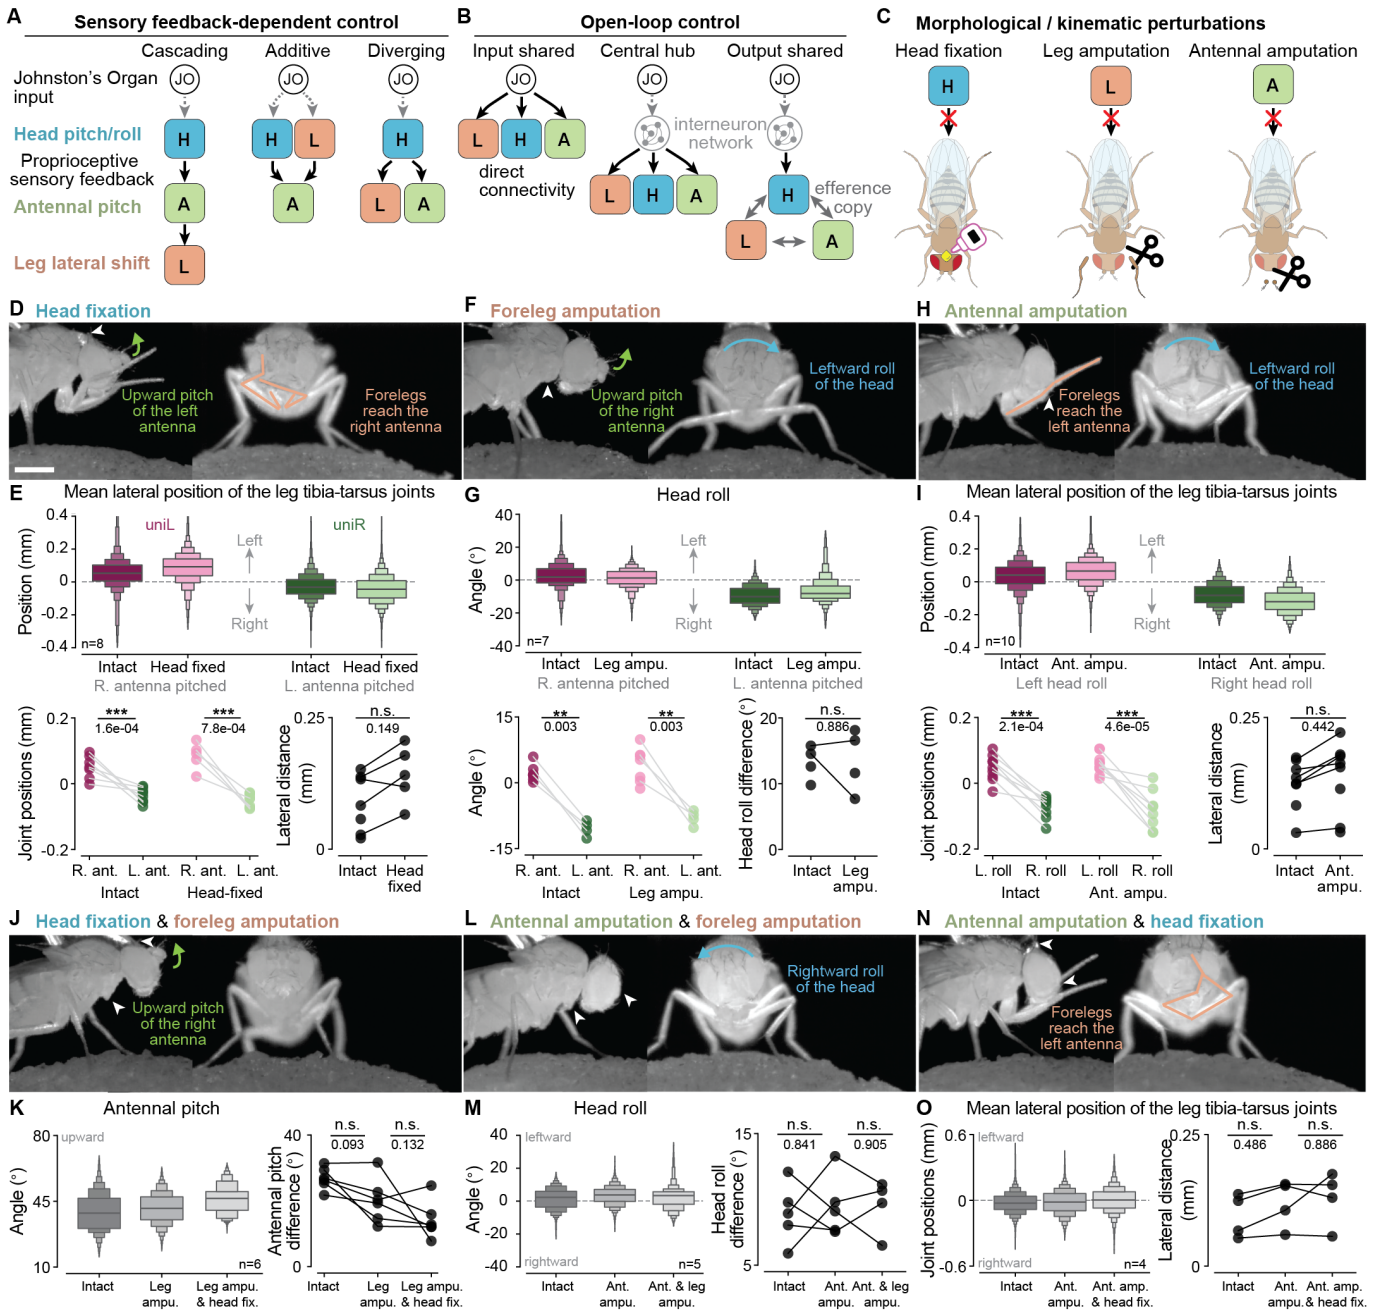 A Sensory feedback-dependent control
Cascading Additive Diverging
Johnston's Organ input
JO JO JO
Head pitch/roll
H H L H
Proprioceptive sensory feedback
Antennal pitch
A A L A
Leg lateral shift
L
B Open-loop control
Input shared Central hub Output shared
JO JO JO
L H A
interneuron network
direct connectivity
L H A
H
efference copy
L A
C Morphological / kinematic perturbations
Head fixation Leg amputation Antennal amputation
H L A
D Head fixation
Upward pitch of the left antenna
Forelegs reach the right antenna
F Foreleg amputation
Upward pitch of the right antenna
Leftward roll of the head
H Antennal amputation
Forelegs reach the left antenna
Leftward roll of the head
E Mean lateral position of the leg tibia-tarsus joints
Position (mm)
0.4
0.2
0
-0.2
-0.4
uniL uniR
Left
Right
n=8
Intact Head fixed Intact Head fixed
R. antenna pitched L. antenna pitched
Joint positions (mm)
0.2
0
-0.2
*** ***
1.6e-04 7.8e-04
R. ant. L. ant. R. ant. L. ant.
Intact Head-fixed
Lateral distance (mm)
0.25
0
n.s.
0.149
Intact Head fixed
G Head roll
Angle (°)
40
20
0
-20
-40
Left
Right
n=7
Intact Leg ampu. Intact Leg ampu.
R. antenna pitched L. antenna pitched
Angle (°)
15
0
-15
** **
0.003 0.003
R. ant. L. ant. R. ant. L. ant.
Intact Leg ampu.
Head roll difference (°)
20
10
0
n.s.
0.886
Intact Leg ampu.
I Mean lateral position of the leg tibia-tarsus joints
Position (mm)
0.4
0.2
0
-0.2
-0.4
Left
Right
n=10
Intact Ant. ampu. Intact Ant. ampu.
Left head roll Right head roll
Joint positions (mm)
0.2
0
-0.2
*** ***
2.1e-04 4.6e-05
L. roll R. roll L. roll R. roll
Intact Ant. ampu.
Lateral distance (mm)
0.25
0
n.s.
0.442
Intact Ant. ampu.
J Head fixation & foreleg amputation
Upward pitch of the right antenna
L Antennal amputation & foreleg amputation
Rightward roll of the head
N Antennal amputation & head fixation
Forelegs reach the left antenna
K Antennal pitch
Angle (°)
80
45
10
upward
n=6
Intact Leg ampu. Leg ampu. & head fix.
Antennal pitch difference (°)
40
0
n.s. n.s.
0.093 0.132
Intact Leg ampu. Leg ampu. & head fix.
M Head roll
Angle (°)
40
20
0
-20
-40
leftward
rightward
n=5
Intact Ant. ampu. Ant. & leg ampu.
Head roll difference (°)
15
5
n.s. n.s.
0.841 0.905
Intact Ant. ampu. Ant. & leg ampu.
O Mean lateral position of the leg tibia-tarsus joints
Joint positions (mm)
0.6
0
-0.6
leftward
rightward
n=4
Intact Ant. ampu. Ant. amp. & head fix.
Lateral distance (mm)
0.25
0
n.s. n.s.
0.486 0.886
Intact Ant. ampu. Ant. amp. & head fix.